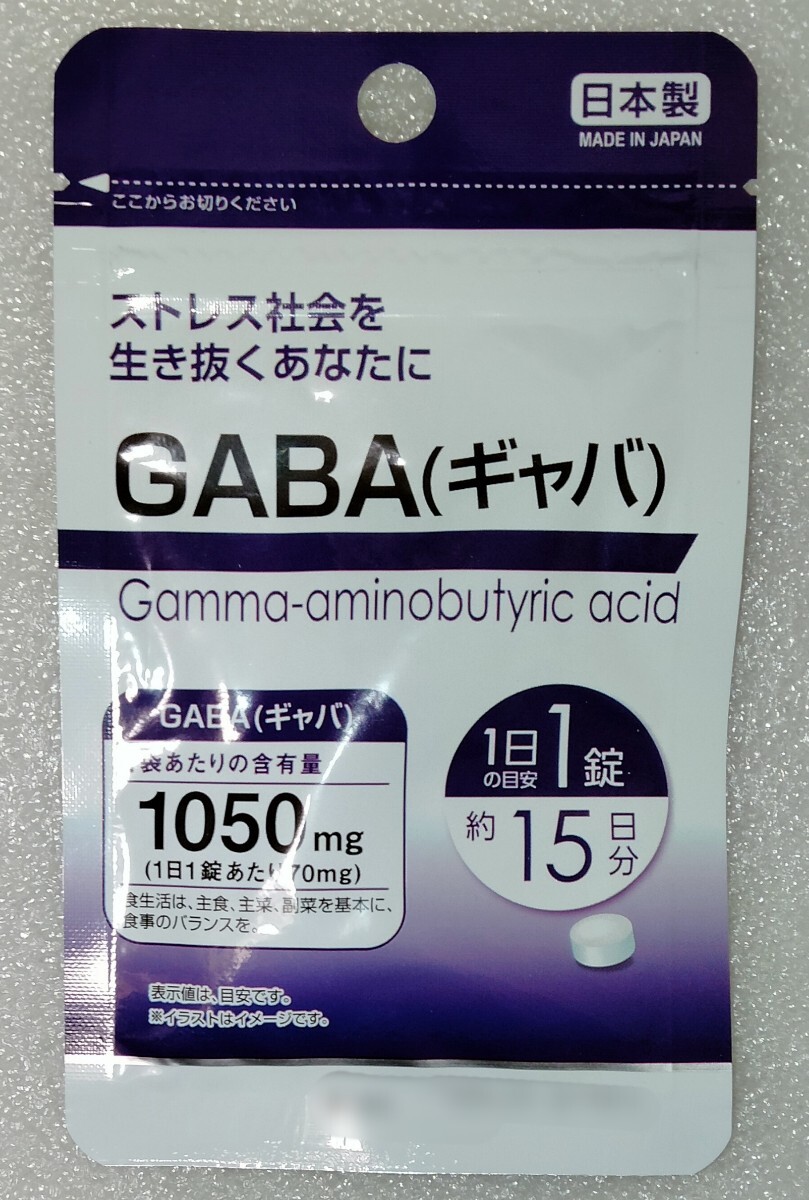 日本製
MADE IN JAPAN
ここからお切りください
ストレス社会を
生き抜くあなたに
GABA(ギャバ)
Gamma-aminobutyric acid
GABA(ギャバ)
袋あたりの含有量
1050mg
(1日1錠あたり70mg)
食生活は、主食、主菜、副菜を基本に、
食事のバランスを。
1日の目安1錠
約15日分
表示値は、目安です。
※イラストはイメージです。